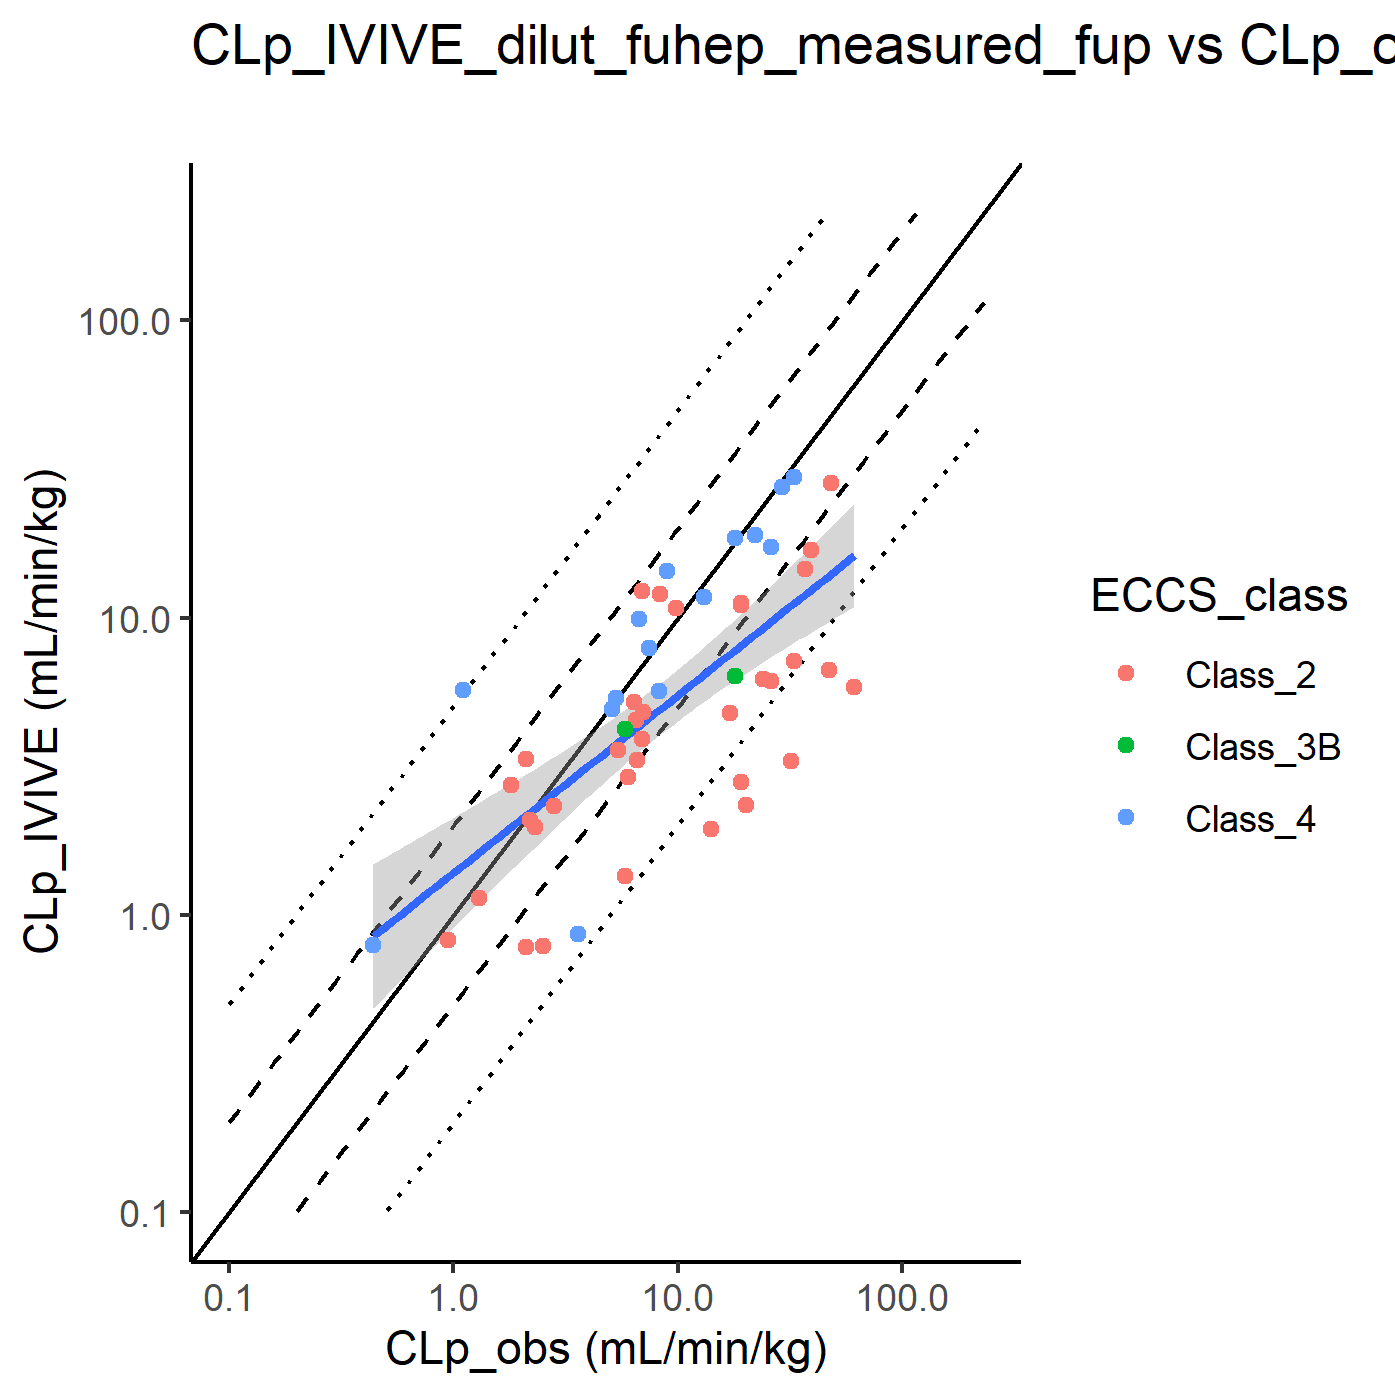 CLp_IVIVE_dilut_fuhep_measured_fup vs CLp_o
CLp_IVIVE (mL/min/kg)
100.0
10.0
1.0
0.1
0.1 1.0 10.0 100.0
CLp_obs (mL/min/kg)
ECCS_class
Class_2
Class_3B
Class_4